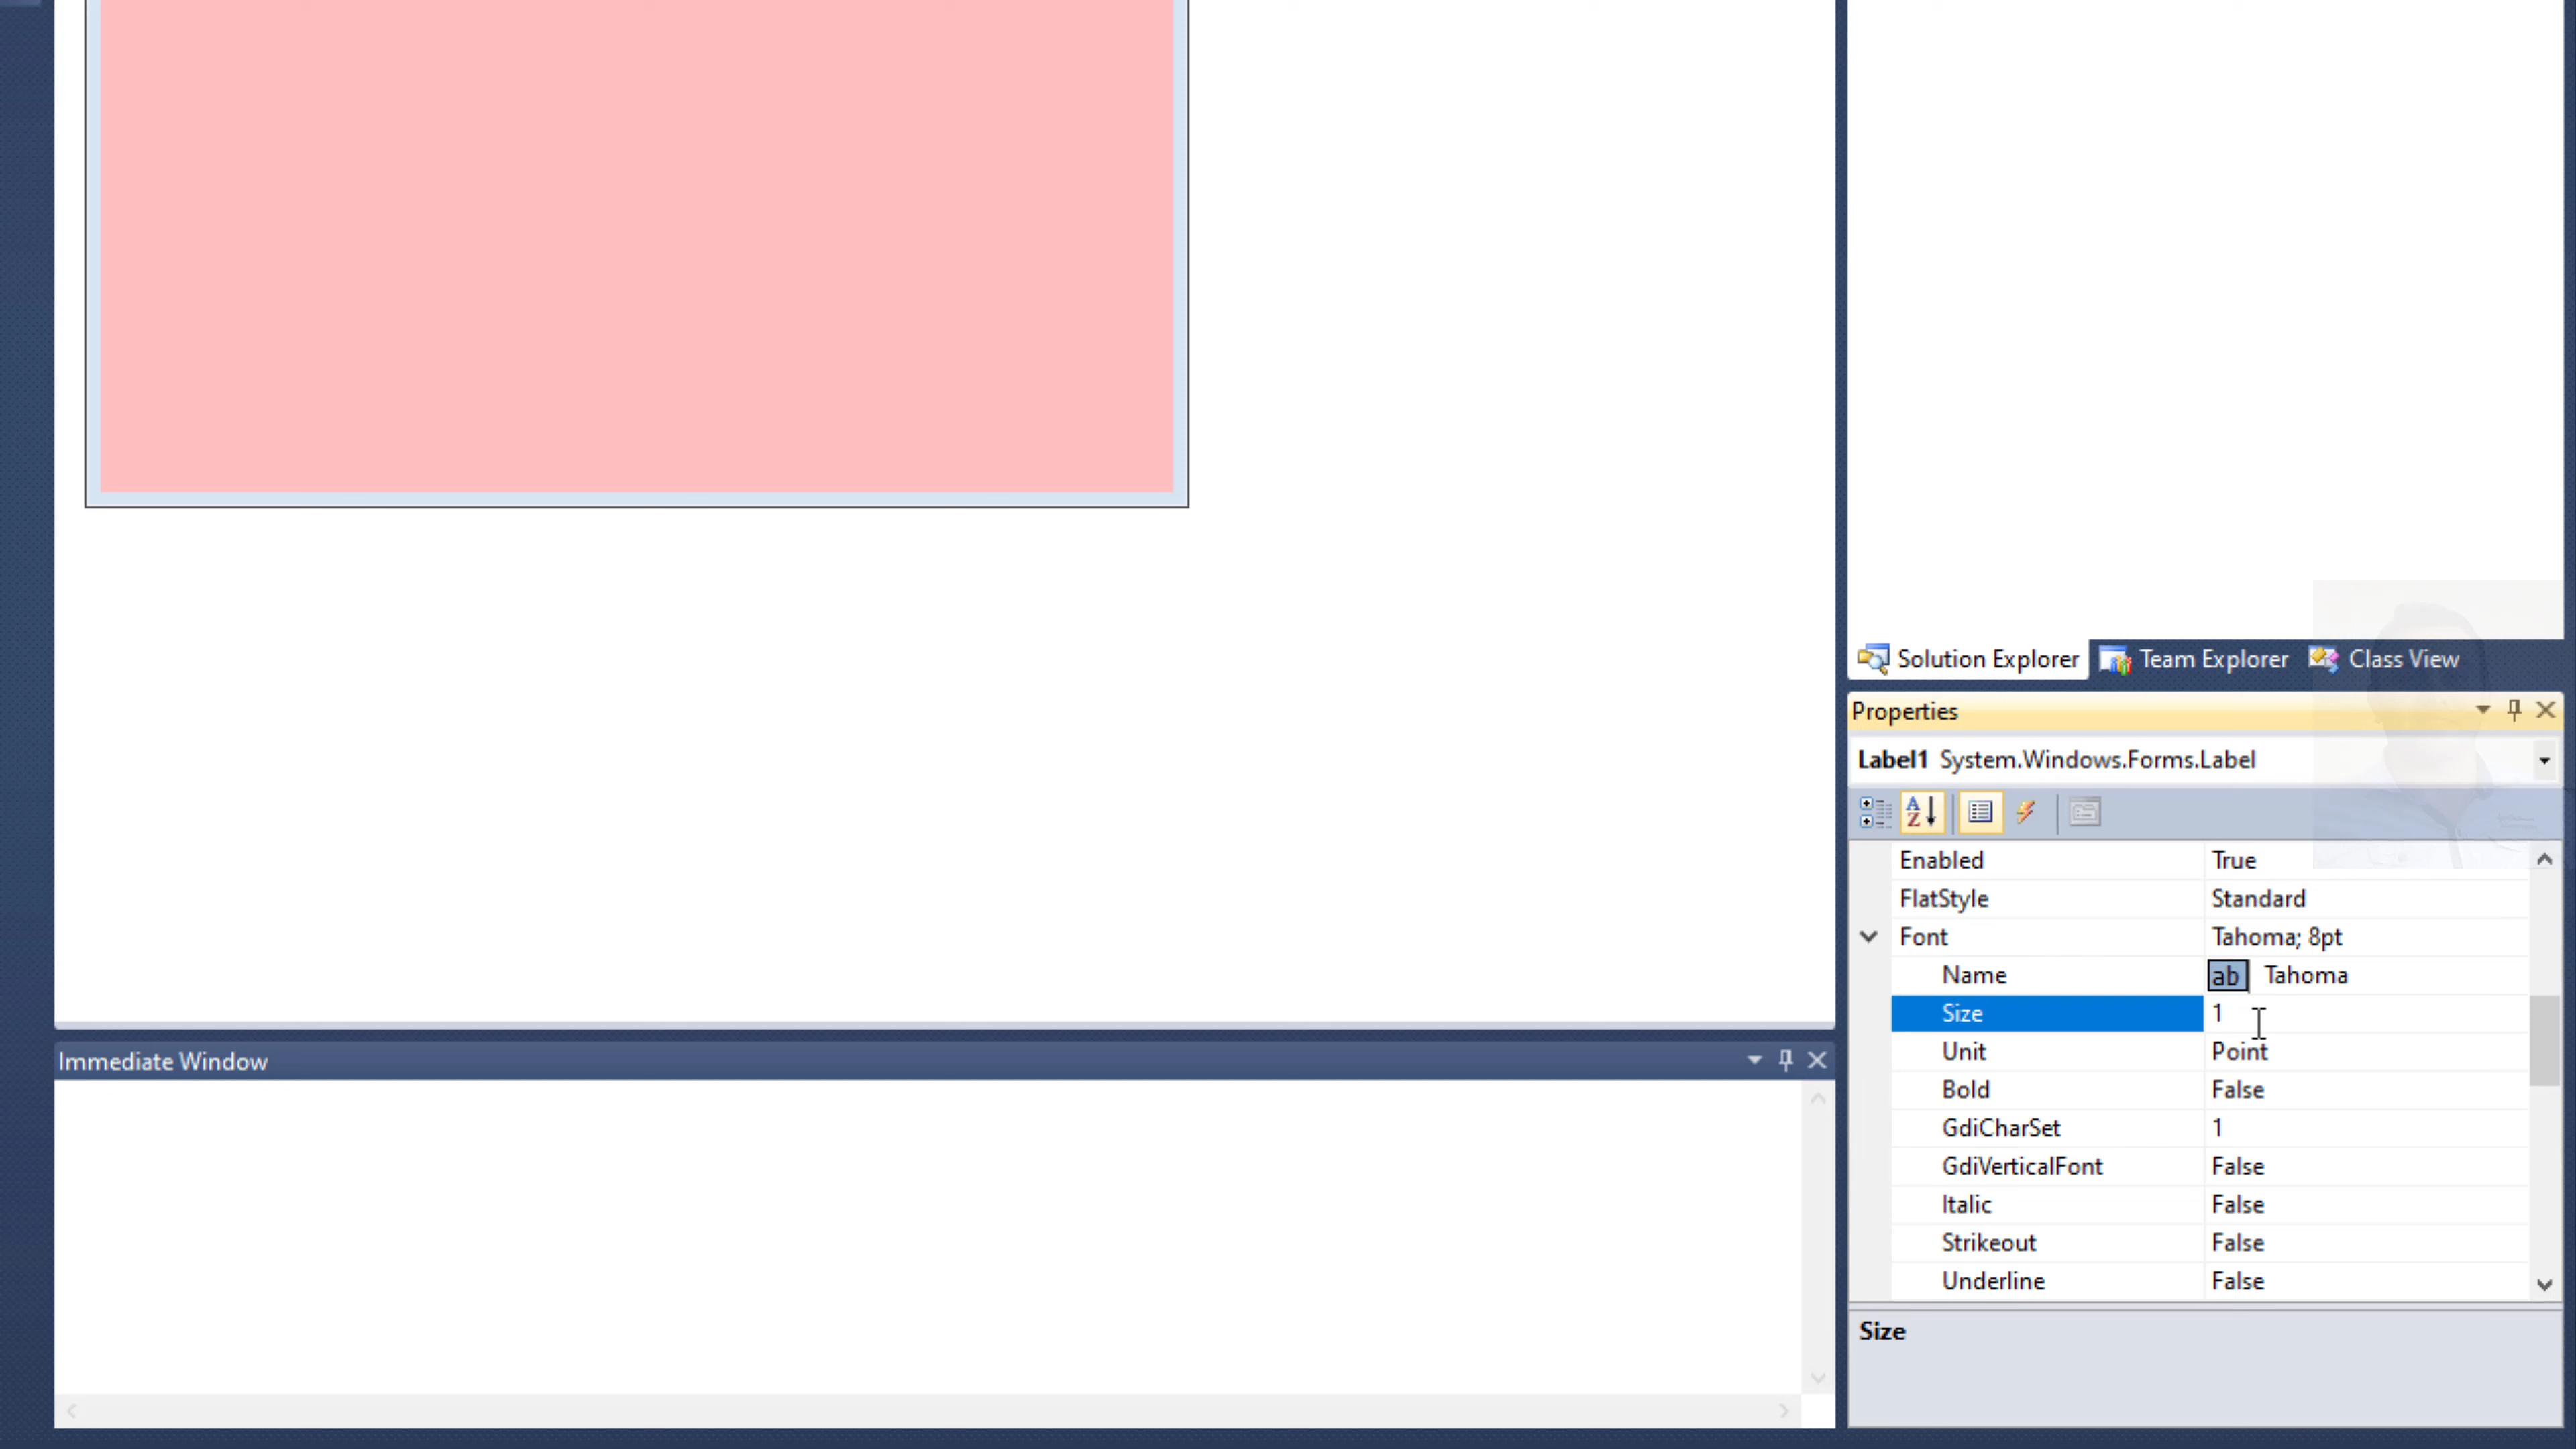 Solution Explorer Team Explorer Class View
Properties
Label1 System.Windows.Forms.Label
Enabled True
FlatStyle Standard
Font Tahoma; 8pt
Name ab Tahoma
Size 1
Unit Point
Bold False
GdiCharSet 1
GdiVerticalFont False
Italic False
Strikeout False
Underline False
Size
Immediate Window